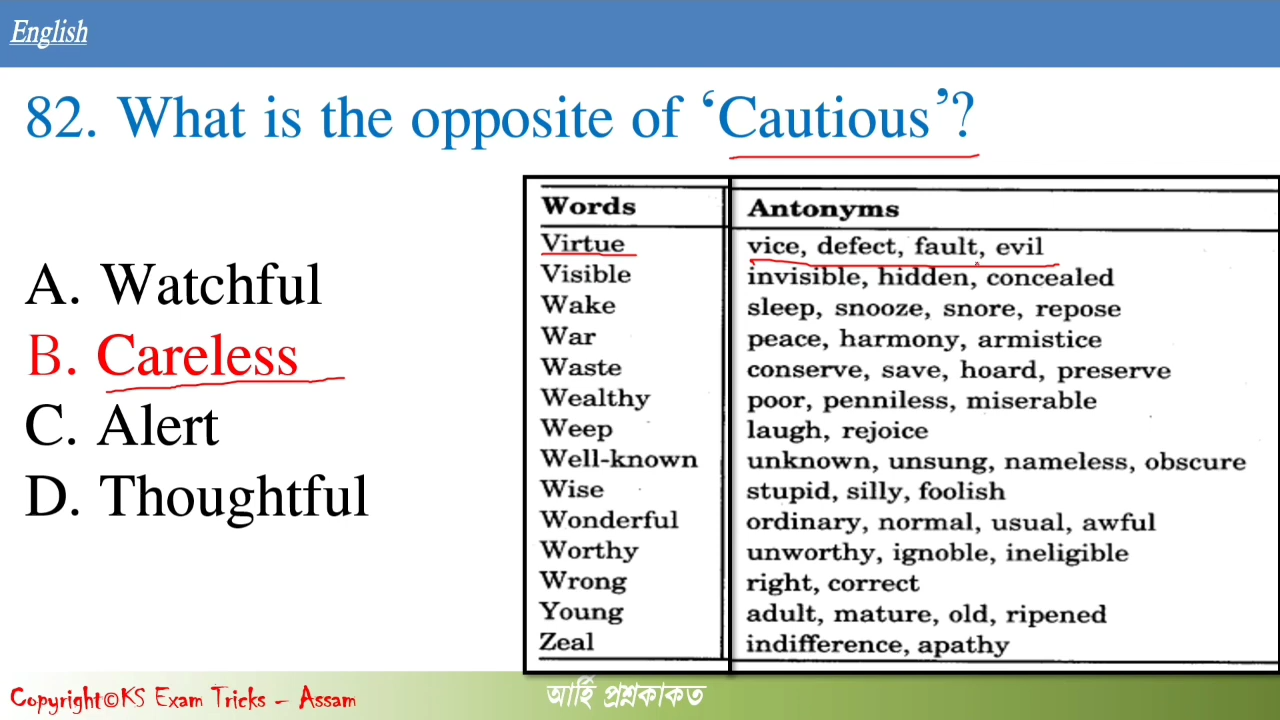 English
82. What is the opposite of ‘Cautious’?
A. Watchful
B. Careless
C. Alert
D. Thoughtful
Words Antonyms
Virtue vice, defect, fault, evil
Visible invisible, hidden, concealed
Wake sleep, snooze, snore, repose
War peace, harmony, armistice
Waste conserve, save, hoard, preserve
Wealthy poor, penniless, miserable
Weep laugh, rejoice
Well-known unknown, unsung, nameless, obscure
Wise stupid, silly, foolish
Wonderful ordinary, normal, usual, awful
Worthy unworthy, ignoble, ineligible
Wrong right, correct
Young adult, mature, old, ripened
Zeal indifference, apathy
Copyright©KS Exam Tricks – Assam
আৰ্হি প্ৰশ্নকাকত